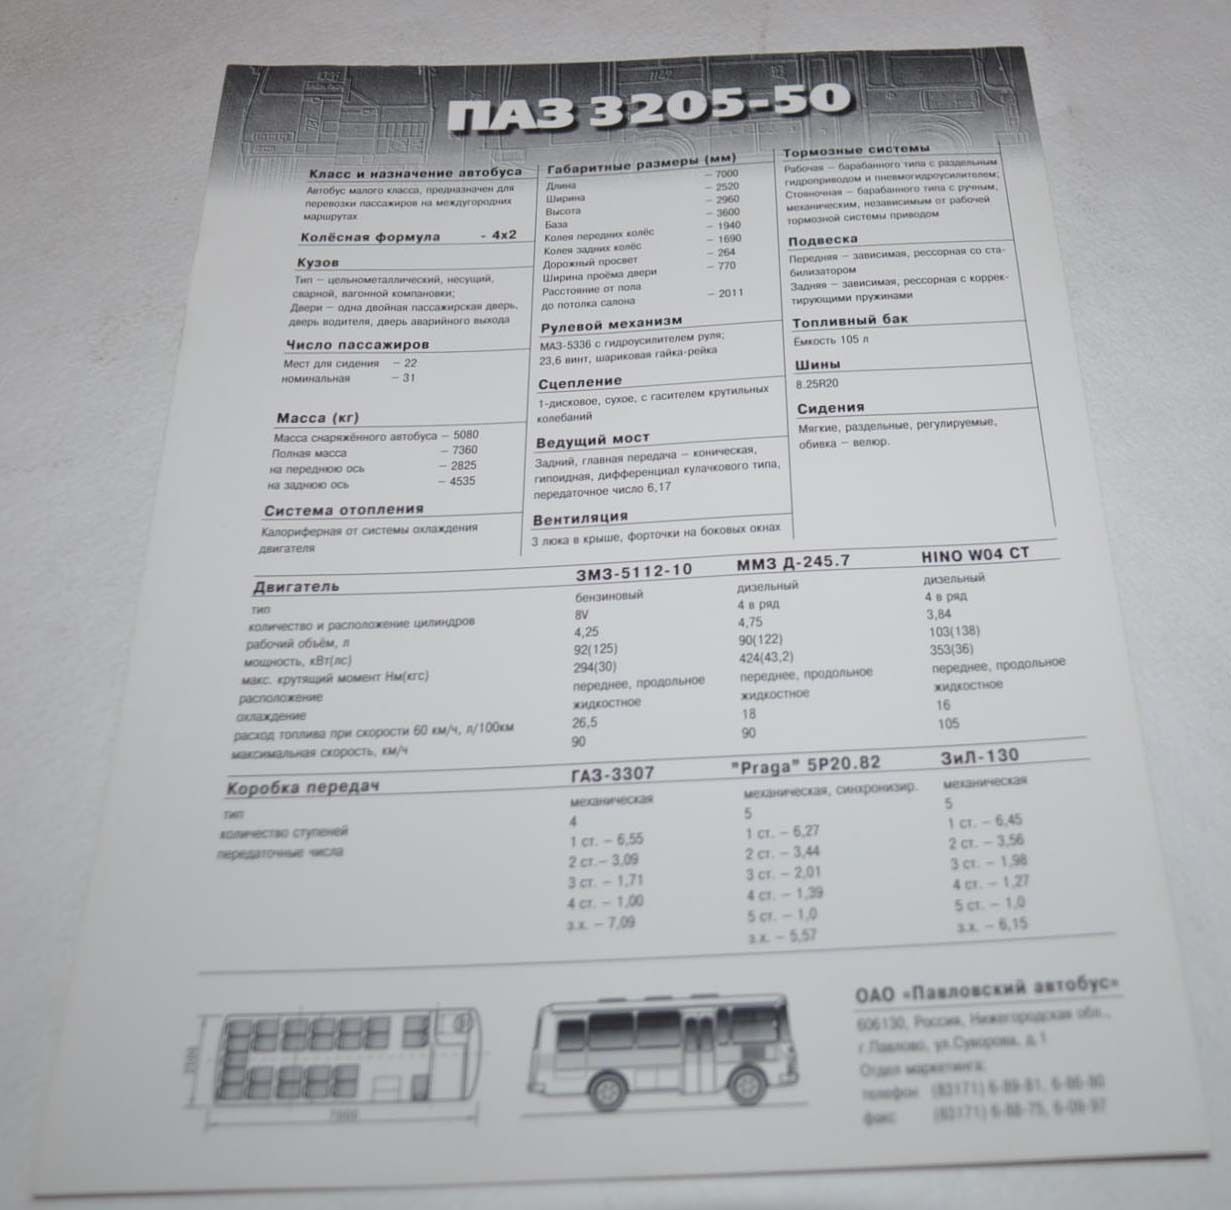 ПАЗ 3205-50
Класс и назначение автобуса
Автобус малого класса, предназначен для
перевозки пассажиров на междугородних
маршрутах
Колёсная формула - 4x2
Кузов
Тип – цельнометаллический, несущий,
сварной, вагонной компановки;
Двери – одна двойная пассажирская дверь,
дверь водителя, дверь аварийного выхода
Число пассажиров
Мест для сидения – 22
номинальная – 31
Масса (кг)
Масса снаряжённого автобуса – 5080
Полная масса – 7360
на переднюю ось – 2825
на заднюю ось – 4535
Система отопления
Калориферная от системы охлаждения
двигателя
Габаритные размеры (мм)
Длина – 7000
Ширина – 2520
Высота – 2960
База – 3600
Колея передних колёс – 1940
Колея задних колёс – 1690
Дорожный просвет – 264
Ширина проёма двери – 770
Расстояние от пола
до потолка салона – 2011
Рулевой механизм
МАЗ-5336 с гидроусилителем руля;
23,6 винт, шариковая гайка-рейка
Сцепление
1-дисковое, сухое, с гасителем крутильных
колебаний
Ведущий мост
Задний, главная передача – коническая,
гипоидная, дифференциал кулачкового типа,
передаточное число 6,17
Вентиляция
3 люка в крыше, форточки на боковых окнах
Тормозные системы
Рабочая – барабанного типа с раздельным
гидроприводом и пневмогидроусилителем;
Стояночная – барабанного типа с ручным,
механическим, независимым от рабочей
тормозной системы приводом
Подвеска
Передняя – зависимая, рессорная со ста-
билизатором
Задняя – зависимая, рессорная с коррек-
тирующими пружинами
Топливный бак
Емкость 105 л
Шины
8.25R20
Сидения
Мягкие, раздельные, регулируемые,
обивка – велюр.
Двигатель ЗМЗ-5112-10 ММЗ Д-245.7 HINO W04 CT
тип бензиновый дизельный дизельный
количество и расположение цилиндров 8V 4 в ряд 4 в ряд
рабочий объём, л 4,25 4,75 3,84
мощность, кВт(лс) 92(125) 90(122) 103(138)
макс. крутящий момент Нм(кгс) 294(30) 424(43,2) 353(36)
расположение переднее, продольное переднее, продольное переднее, продольное
охлаждение жидкостное жидкостное жидкостное
расход топлива при скорости 60 км/ч, л/100км 26,5 18 16
максимальная скорость, км/ч 90 90 105
Коробка передач ГАЗ-3307 "Praga" 5P20.82 ЗиЛ-130
тип механическая механическая, синхронизир. механическая
количество ступеней 4 5 5
передаточные числа 1 ст. – 6,55 1 ст. – 6,27 1 ст. – 6,45
2 ст. – 3,09 2 ст. – 3,44 2 ст. – 3,56
3 ст. – 1,71 3 ст. – 2,01 3 ст. – 1,98
4 ст. – 1,00 4 ст. – 1,39 4 ст. – 1,27
з.х. – 7,09 5 ст. – 1,0 5 ст. – 1,0
з.х. – 5,57 з.х. – 6,15
7000
ОАО «Павловский автобус»
606130, Россия, Нижегородская обл.,
г.Павлово, ул.Суворова, д.1
Отдел маркетинга:
телефон (83171) 6-89-81,
факс (83171)